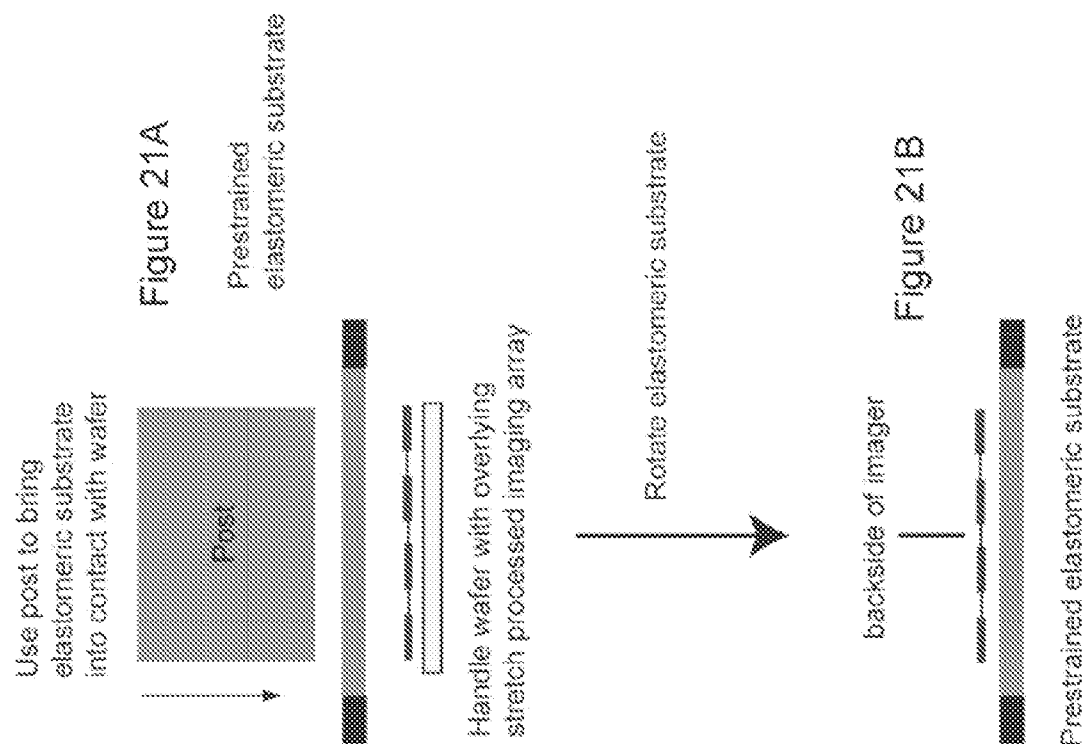 Use post to bring
elastomeric substrate
into contact with wafer
Post
Figure 21A
Prestrained
elastomeric substrate
Handle wafer with overlying
stretch processed imaging array
Rotate elastomeric substrate
backside of imager
Figure 21B
Prestrained elastomeric substrate